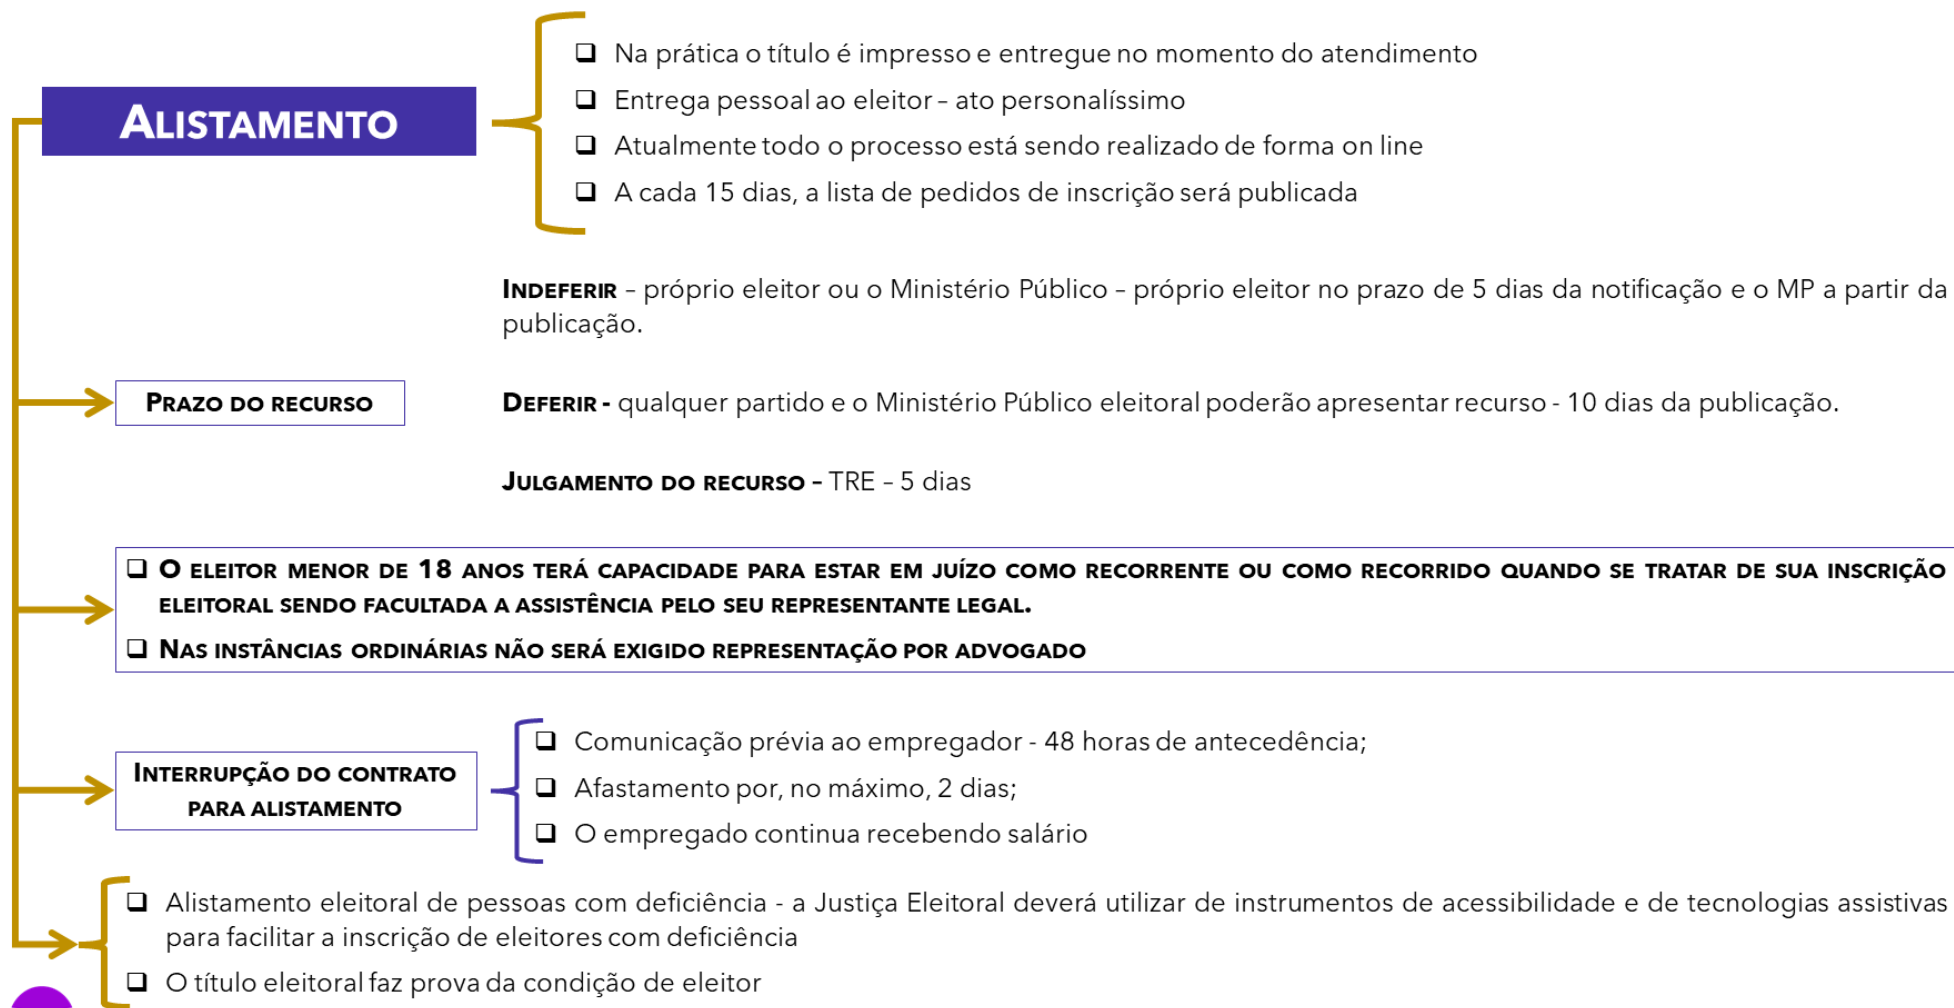 ALISTAMENTO
❑ Na prática o título é impresso e entregue no momento do atendimento
❑ Entrega pessoal ao eleitor – ato personalíssimo
❑ Atualmente todo o processo está sendo realizado de forma on line
❑ A cada 15 dias, a lista de pedidos de inscrição será publicada
INDEFERIR – próprio eleitor ou o Ministério Público – próprio eleitor no prazo de 5 dias da notificação e o MP a partir da
publicação.
PRAZO DO RECURSO
DEFERIR - qualquer partido e o Ministério Público eleitoral poderão apresentar recurso - 10 dias da publicação.
JULGAMENTO DO RECURSO – TRE – 5 dias
❑ O ELEITOR MENOR DE 18 ANOS TERÁ CAPACIDADE PARA ESTAR EM JUÍZO COMO RECORRENTE OU COMO RECORRIDO QUANDO SE TRATAR DE SUA INSCRIÇÃO
ELEITORAL SENDO FACULTADA A ASSISTÊNCIA PELO SEU REPRESENTANTE LEGAL.
❑ NAS INSTÂNCIAS ORDINÁRIAS NÃO SERÁ EXIGIDO REPRESENTAÇÃO POR ADVOGADO
INTERRUPÇÃO DO CONTRATO
PARA ALISTAMENTO
❑ Comunicação prévia ao empregador - 48 horas de antecedência;
❑ Afastamento por, no máximo, 2 dias;
❑ O empregado continua recebendo salário
❑ Alistamento eleitoral de pessoas com deficiência - a Justiça Eleitoral deverá utilizar de instrumentos de acessibilidade e de tecnologias assistivas
para facilitar a inscrição de eleitores com deficiência
❑ O título eleitoral faz prova da condição de eleitor